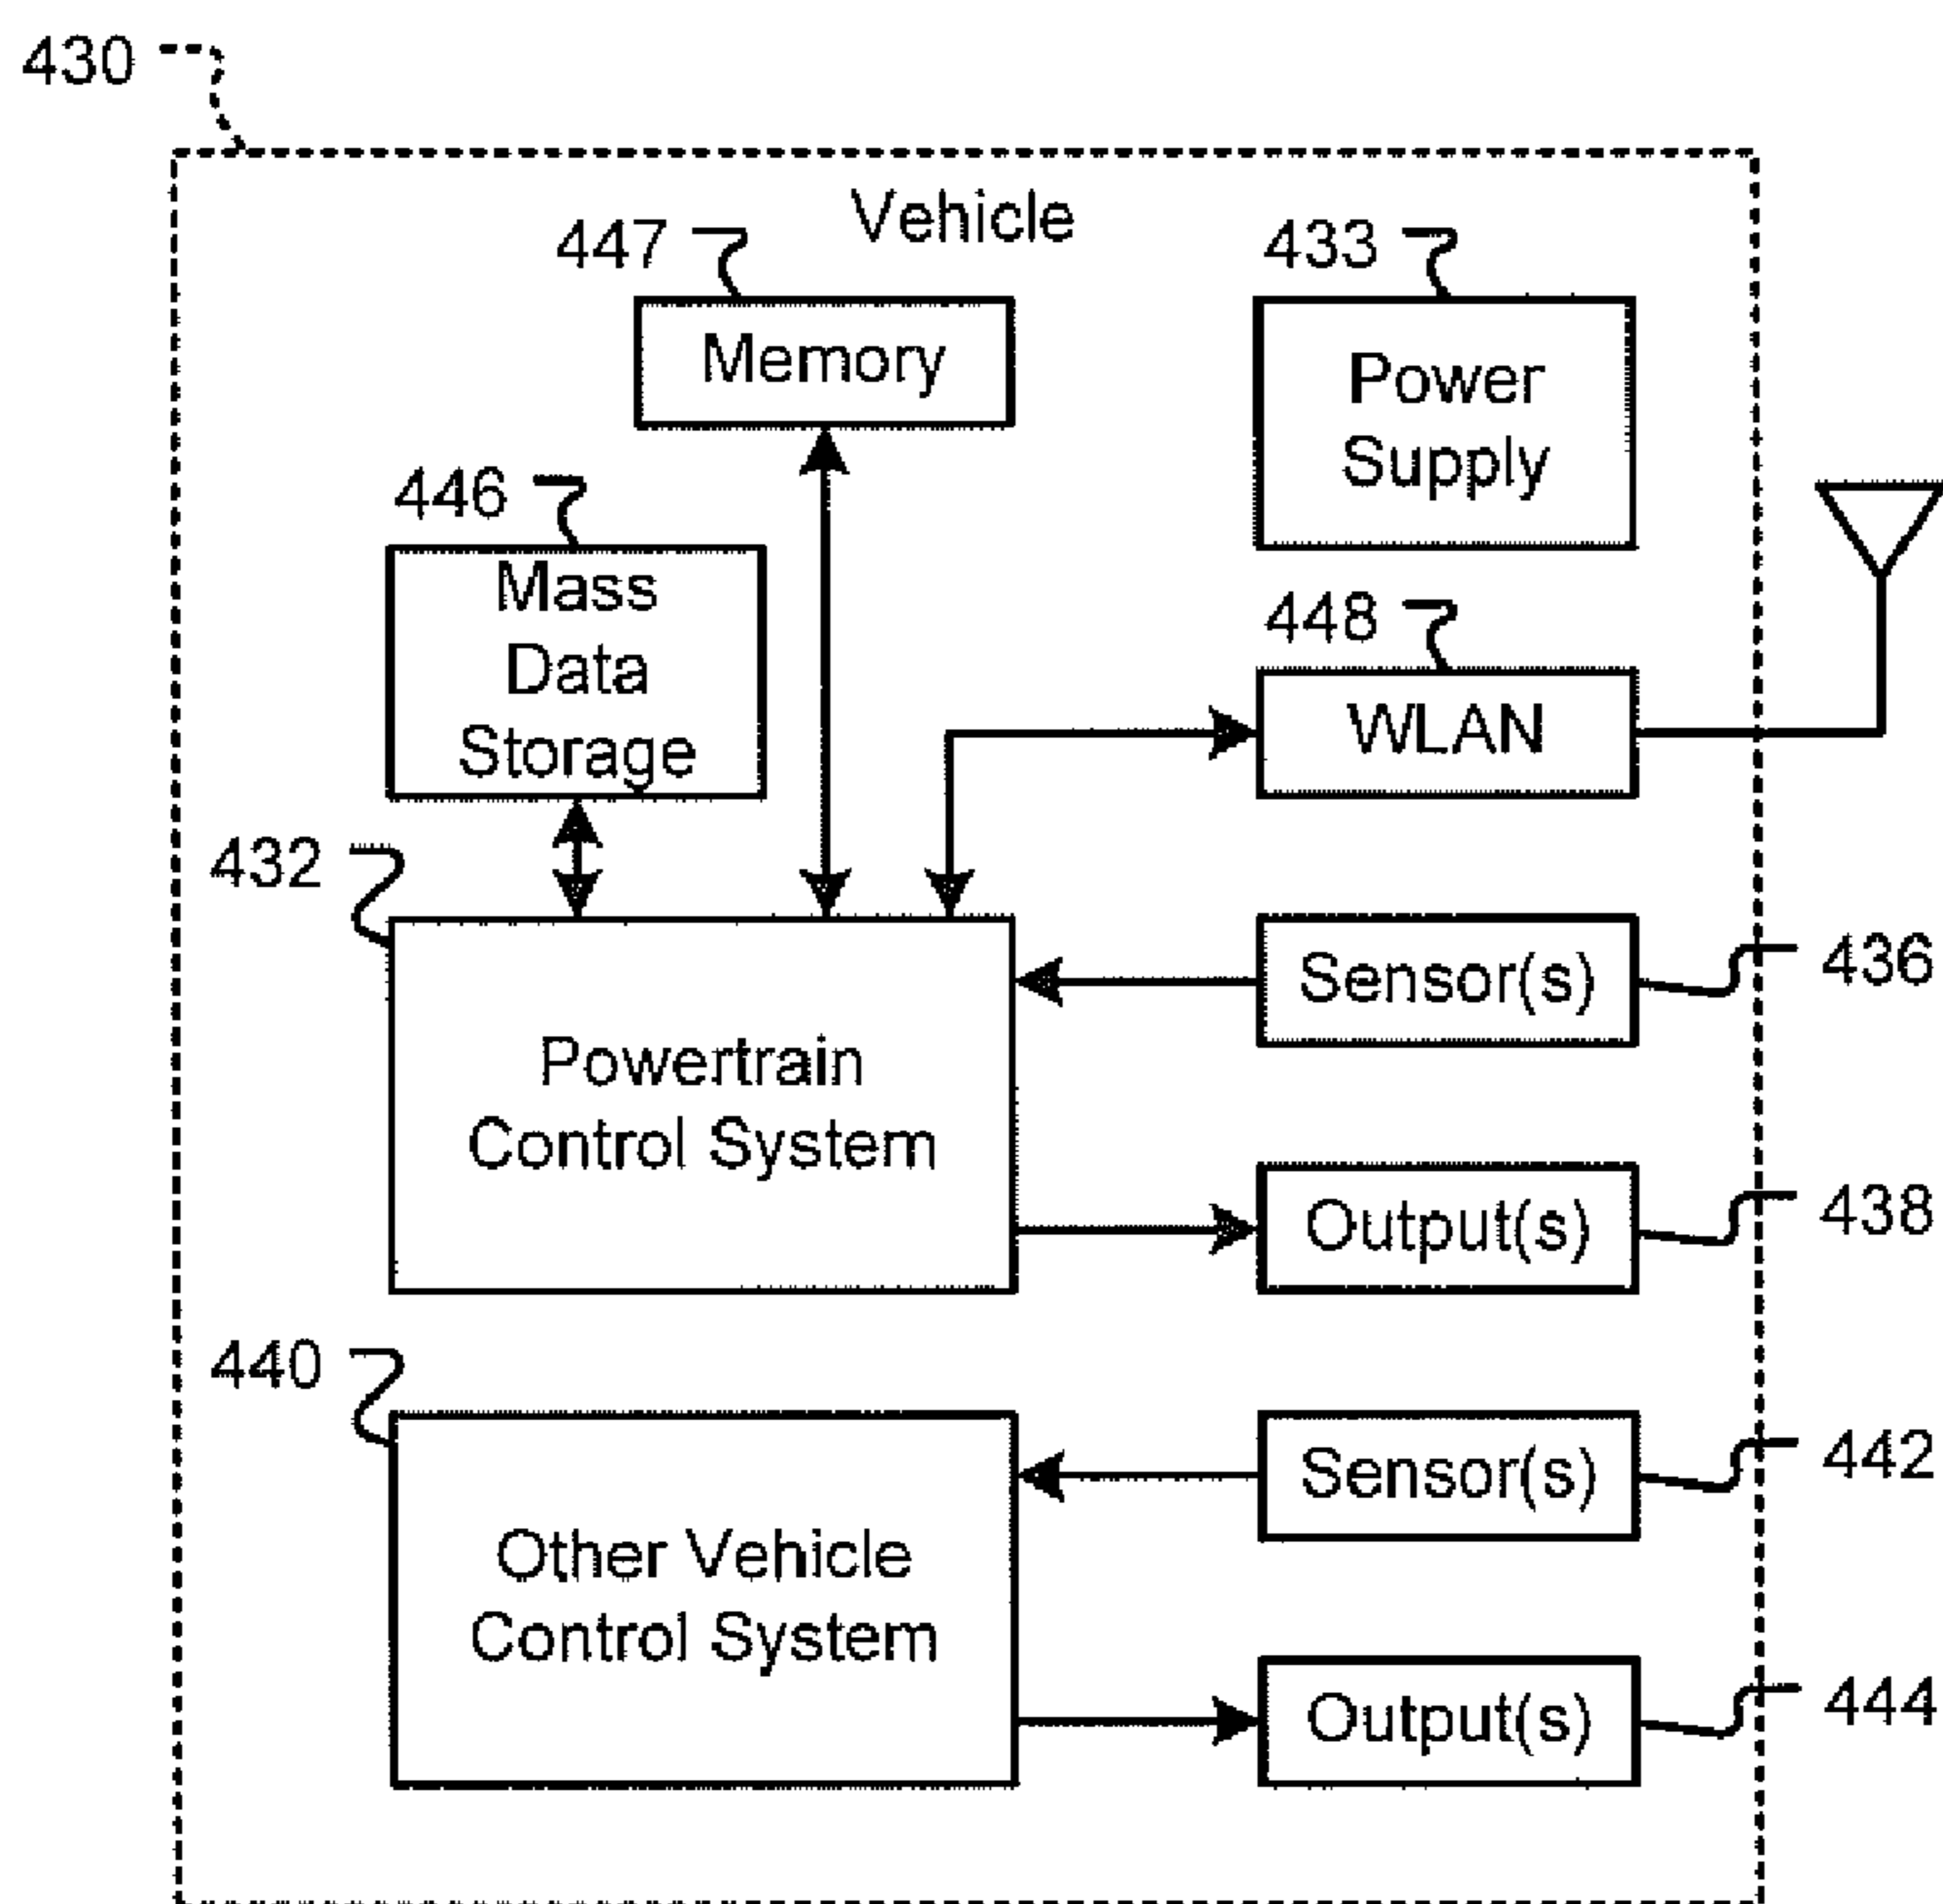 430
Vehicle
447
433
Memory
Power
Supply
446
Mass
Data
Storage
448
WLAN
432
Powertrain
Control System
Sensor(s)
436
Output(s)
438
440
Other Vehicle
Control System
Sensor(s)
442
Output(s)
444